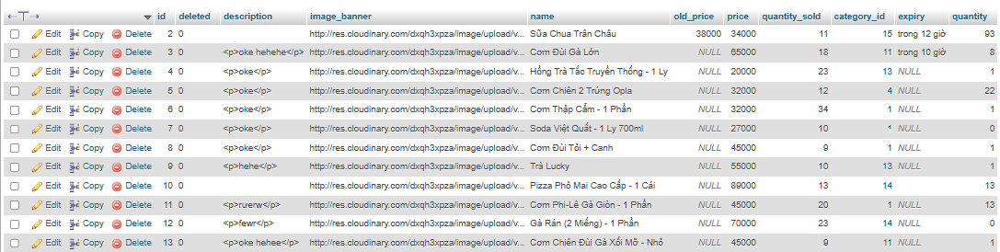 ←T→ id deleted description image_banner name old_price price quantity_sold category_id expiry quantity
Edit Copy Delete 2 0 http://res.cloudinary.com/dxqh3xpza/image/upload/v... Sữa Chua Trân Châu 38000 34000 11 15 trong 12 giờ 93
Edit Copy Delete 3 0 <p>oke hehehe</p> http://res.cloudinary.com/dxqh3xpza/image/upload/v... Cơm Đùi Gà Lớn NULL 65000 18 11 trong 10 giờ 8
Edit Copy Delete 4 0 <p>oke</p> http://res.cloudinary.com/dxqh3xpza/image/upload/v... Hồng Trà Tắc Truyền Thống - 1 Ly NULL 20000 23 13 NULL 1
Edit Copy Delete 5 0 <p>oke</p> http://res.cloudinary.com/dxqh3xpza/image/upload/v... Cơm Chiên 2 Trứng Opla NULL 32000 12 4 NULL 22
Edit Copy Delete 6 0 <p>oke</p> http://res.cloudinary.com/dxqh3xpza/image/upload/v... Cơm Thập Cẩm - 1 Phần NULL 32000 34 1 NULL 1
Edit Copy Delete 7 0 <p>oke</p> http://res.cloudinary.com/dxqh3xpza/image/upload/v... Soda Việt Quất - 1 Ly 700ml NULL 27000 10 NULL 0
Edit Copy Delete 8 0 <p>oke</p> http://res.cloudinary.com/dxqh3xpza/image/upload/v... Cơm Đùi Tỏi + Canh NULL 45000 9 1 NULL 1
Edit Copy Delete 9 0 <p>hehe</p> http://res.cloudinary.com/dxqh3xpza/image/upload/v... Trà Lucky NULL 55000 10 13 NULL 1
Edit Copy Delete 10 0 http://res.cloudinary.com/dxqh3xpza/image/upload/v... Pizza Phô Mai Cao Cấp - 1 Cái NULL 89000 13 14 NULL 13
Edit Copy Delete 11 0 <p>ruerw</p> http://res.cloudinary.com/dxqh3xpza/image/upload/v... Cơm Phi-Lê Gà Giòn - 1 Phần NULL 45000 20 1 NULL 13
Edit Copy Delete 12 0 <p>fewr</p> http://res.cloudinary.com/dxqh3xpza/image/upload/v... Gà Rán (2 Miếng) - 1 Phần NULL 70000 23 14 NULL 0
Edit Copy Delete 13 0 <p>oke hehee</p> http://res.cloudinary.com/dxqh3xpza/image/upload/v... Cơm Chiên Đùi Gà Xối Mỡ - Nhỏ NULL 45000 9 11 NULL 1